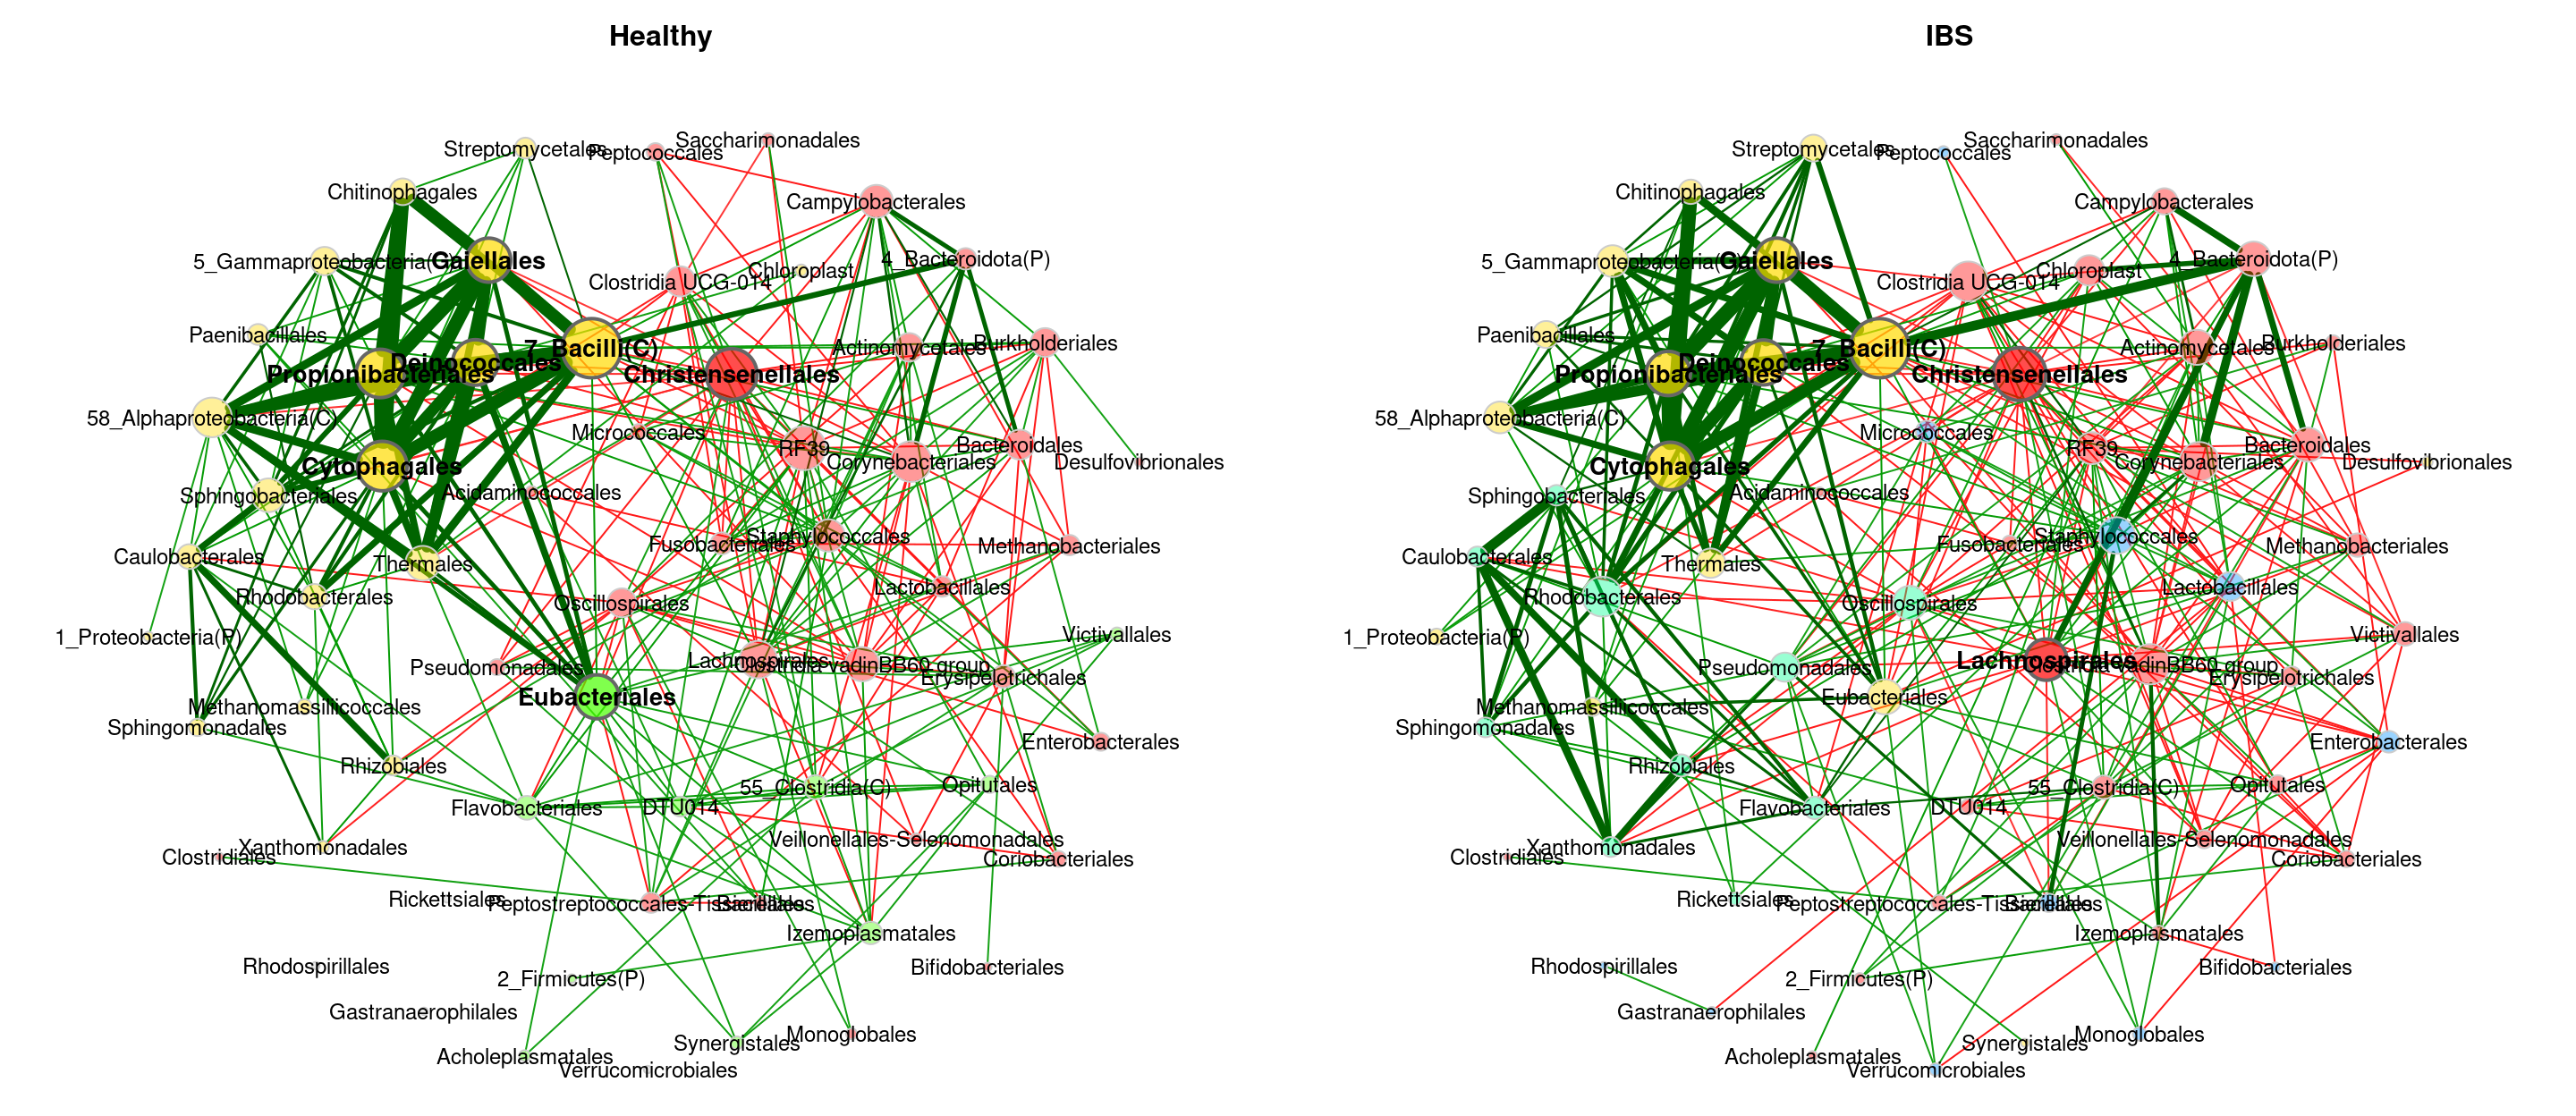 Healthy
Streptomycetales
Peptococcales
Saccharimonadales
Chitinophagales
Campylobacterales
5_Gammaproteobacteria(C)
Gaiellales
4_Bacteroidota(P)
Chloroplast
Clostridia UCG-014
Paenibacillales
7_Bacilli(C)
Actinomycetales
Burkholderiales
Deinococcales
Propionibacteriales
Christensenellales
58_Alphaproteobacteria(C)
Micrococcales
RF39
Bacteroidales
Corynebacteriales
Desulfovibrionales
Cytophagales
Acidaminococcales
Sphingobacteriales
Staphylococcales
Fusobacteriales
Methanobacteriales
Caulobacterales
Thermales
Lactobacillales
Rhodobacterales
Oscillospirales
1_Proteobacteria(P)
Victivallales
Lachnospirales
Clostridia vadinBB60 group
Pseudomonadales
Erysipelotrichales
Eubacteriales
Methanomassiliicoccales
Sphingomonadales
Enterobacterales
Rhizobiales
Opitutales
55_Clostridia(C)
Flavobacteriales
DTU014
Veillonellales-Selenomonadales
Xanthomonadales
Clostridiales
Coriobacteriales
Rickettsiales
Peptostreptococcales-Tissierellales
Izemoplasmatales
Rhodospirillales
Bifidobacteriales
2_Firmicutes(P)
Gastranaerophilales
Monoglobales
Synergistales
Acholeplasmatales
Verrucomicrobiales
IBS
Streptomycetales
Peptococcales
Saccharimonadales
Chitinophagales
Campylobacterales
5_Gammaproteobacteria(C)
Gaiellales
4_Bacteroidota(P)
Chloroplast
Clostridia UCG-014
Paenibacillales
7_Bacilli(C)
Actinomycetales
Burkholderiales
Deinococcales
Propionibacteriales
Christensenellales
58_Alphaproteobacteria(C)
Micrococcales
RF39
Bacteroidales
Corynebacteriales
Desulfovibrionales
Cytophagales
Acidaminococcales
Sphingobacteriales
Staphylococcales
Fusobacteriales
Methanobacteriales
Caulobacterales
Thermales
Lactobacillales
Rhodobacterales
Oscillospirales
1_Proteobacteria(P)
Victivallales
Lachnospirales
Clostridia vadinBB60 group
Pseudomonadales
Erysipelotrichales
Eubacteriales
Methanomassiliicoccales
Sphingomonadales
Enterobacterales
Rhizobiales
Opitutales
55_Clostridia(C)
Flavobacteriales
DTU014
Veillonellales-Selenomonadales
Xanthomonadales
Clostridiales
Coriobacteriales
Rickettsiales
Peptostreptococcales-Tissierellales
Izemoplasmatales
Rhodospirillales
Bifidobacteriales
2_Firmicutes(P)
Gastranaerophilales
Monoglobales
Synergistales
Acholeplasmatales
Verrucomicrobiales